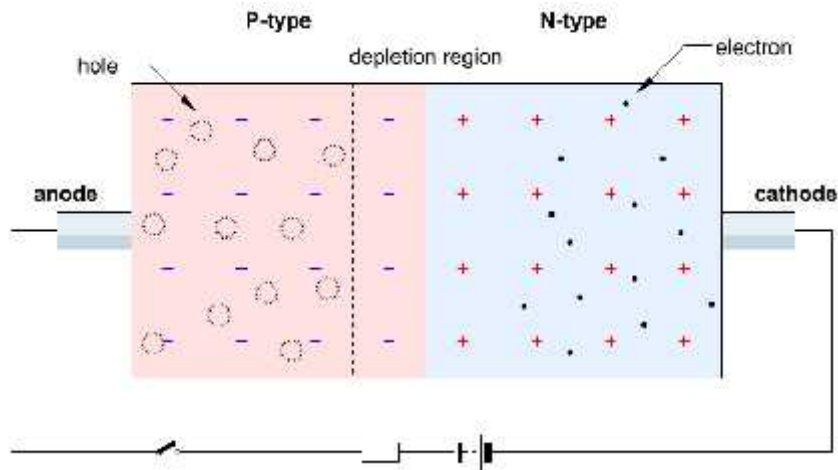 P-type
N-type
depletion region
electron
hole
anode
cathode